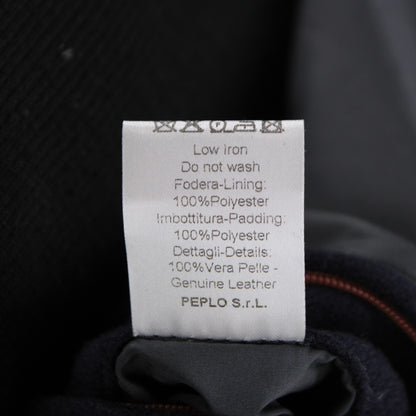 Low Iron
Do not wash
Fodera-Lining:
100%Polyester
Imbottitura-Padding:
100%Polyester
Dettagli-Details:
100%Vera Pelle -
Genuine Leather
PEPLO S.r.L.